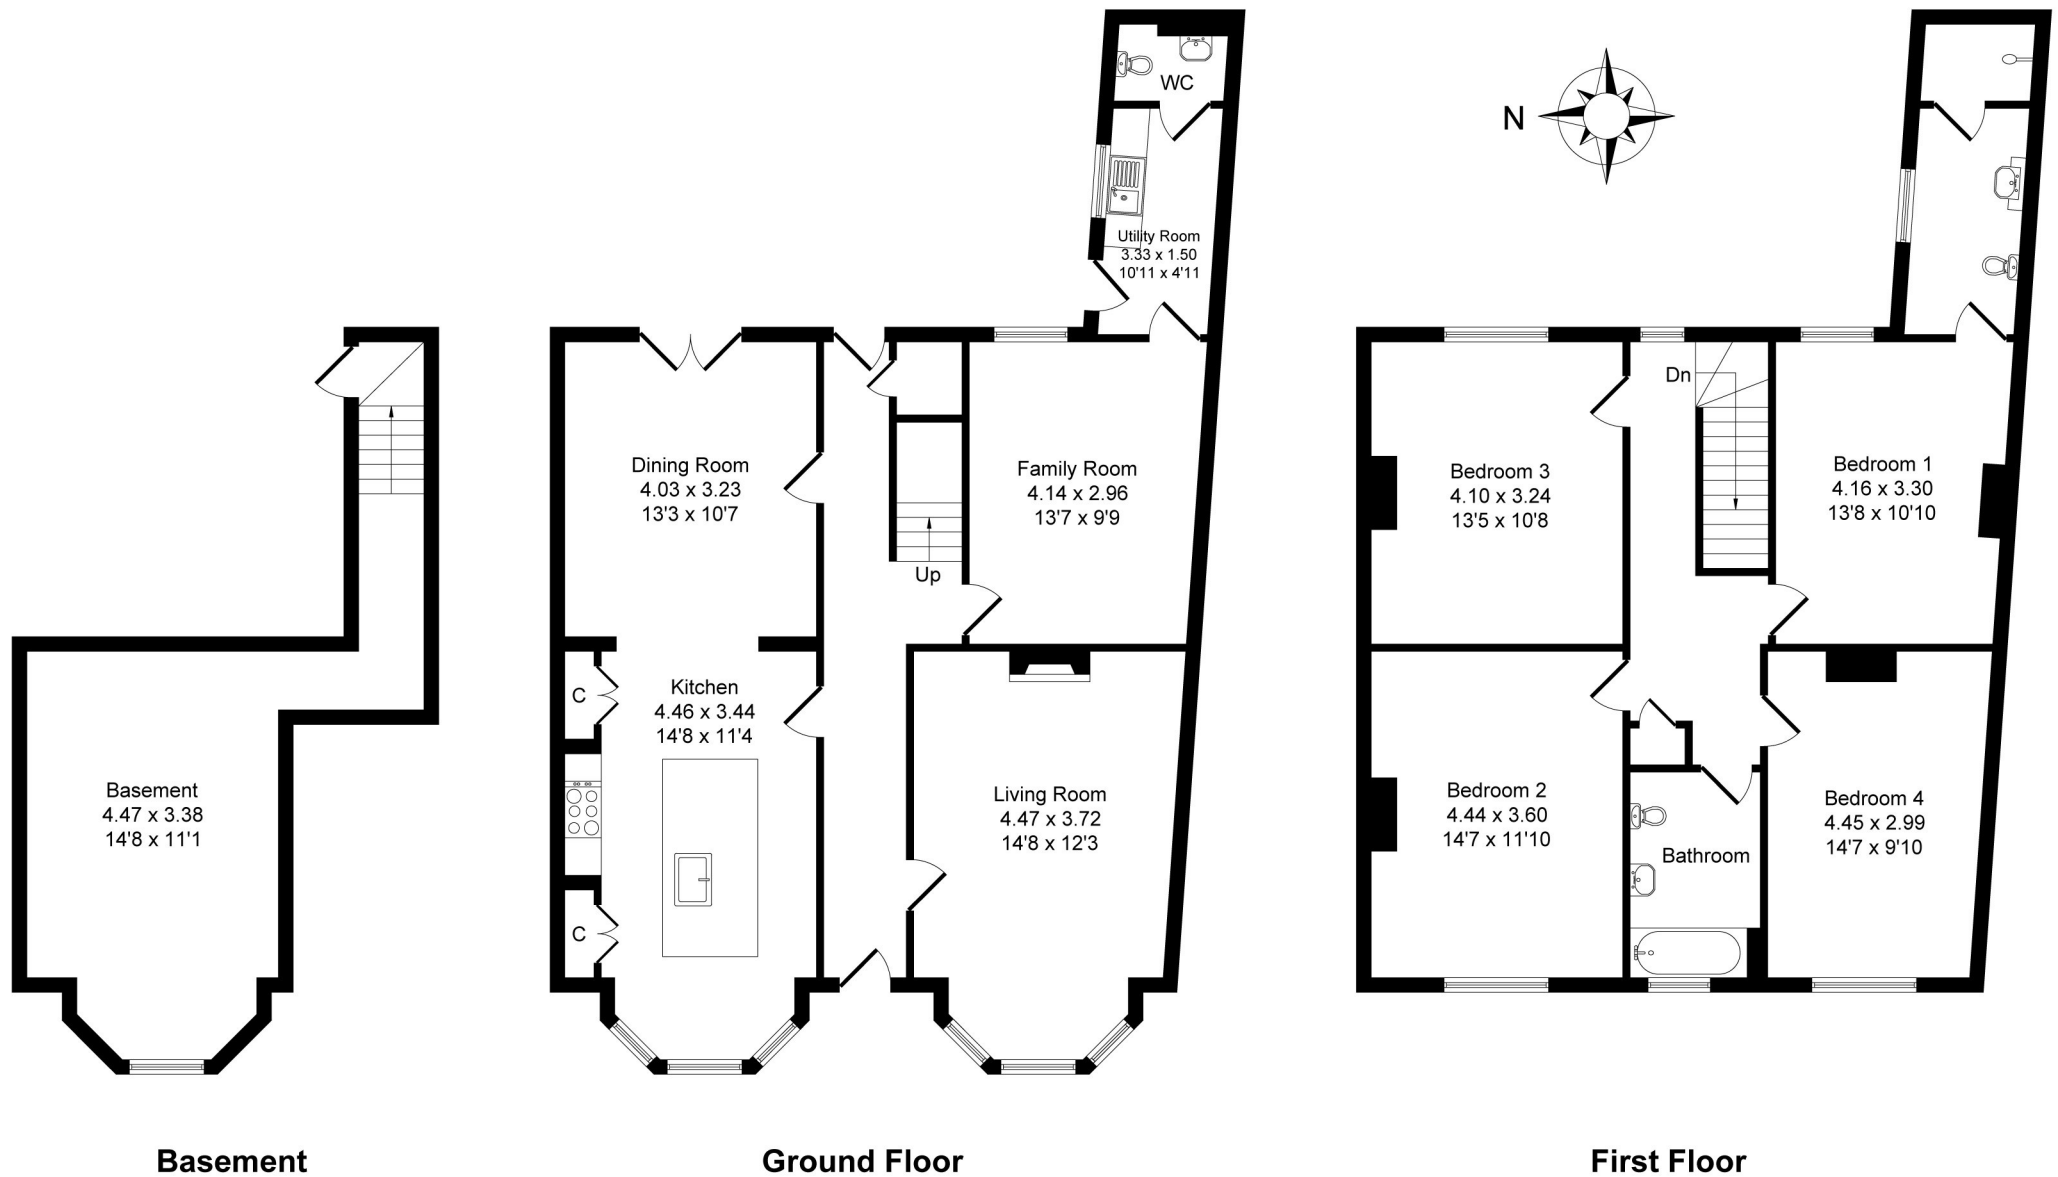 Basement
4.47 x 3.38
14'8 x 11'1
Basement
WC
Utility Room
3.33 x 1.50
10'11 x 4'11
Dining Room
4.03 x 3.23
13'3 x 10'7
Family Room
4.14 x 2.96
13'7 x 9'9
Up
C
Kitchen
4.46 x 3.44
14'8 x 11'4
C
Living Room
4.47 x 3.72
14'8 x 12'3
Ground Floor
N
Dn
Bedroom 3
4.10 x 3.24
13'5 x 10'8
Bedroom 1
4.16 x 3.30
13'8 x 10'10
Bedroom 2
4.44 x 3.60
14'7 x 11'10
Bathroom
Bedroom 4
4.45 x 2.99
14'7 x 9'10
First Floor